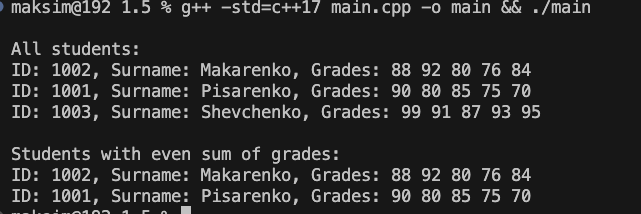 maksim@192 1.5 % g++ -std=c++17 main.cpp -o main && ./main
All students:
ID: 1002, Surname: Makarenko, Grades: 88 92 80 76 84
ID: 1001, Surname: Pisarenko, Grades: 90 80 85 75 70
ID: 1003, Surname: Shevchenko, Grades: 99 91 87 93 95
Students with even sum of grades:
ID: 1002, Surname: Makarenko, Grades: 88 92 80 76 84
ID: 1001, Surname: Pisarenko, Grades: 90 80 85 75 70
maksim@192 1.5 %